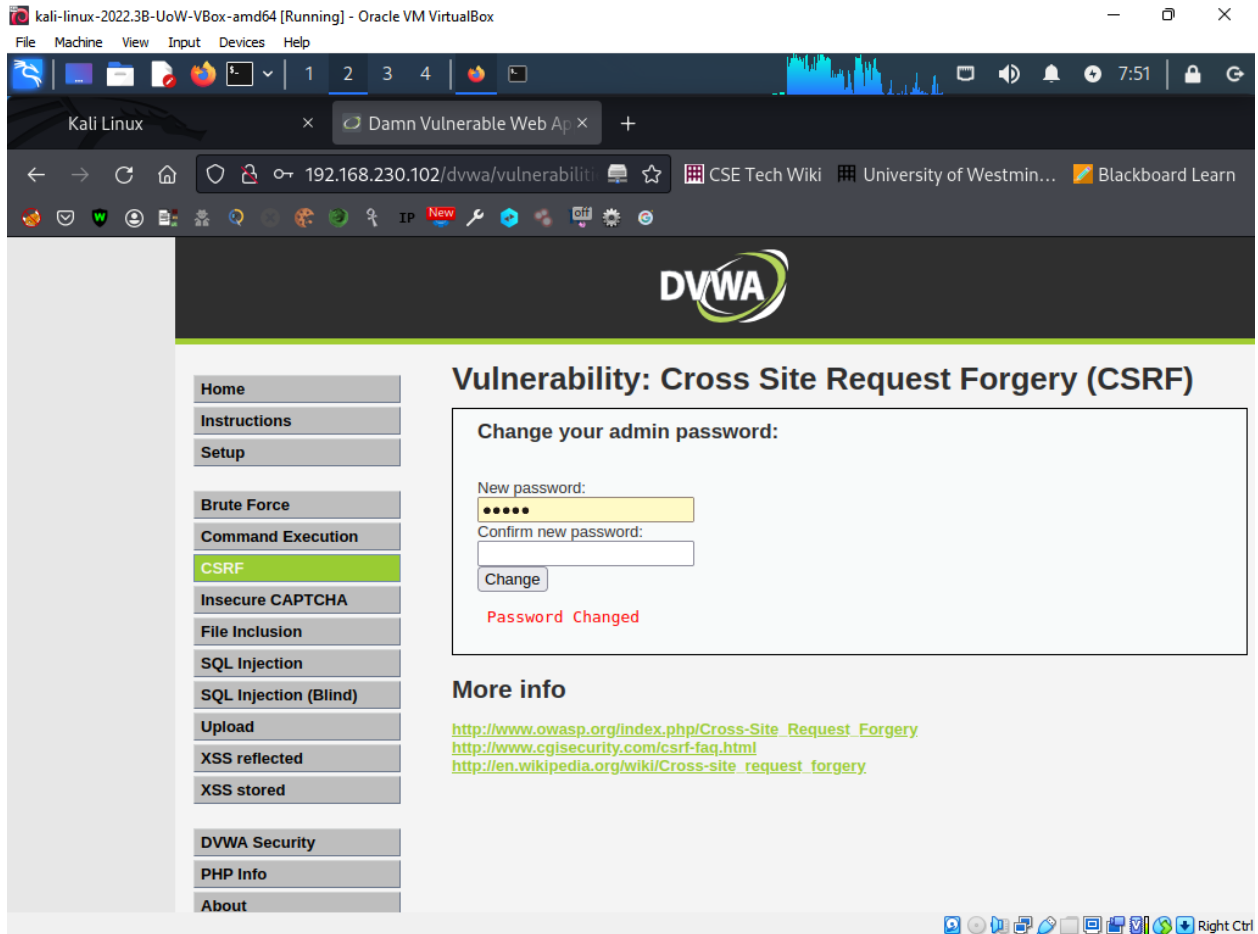 kali-linux-2022.3B-UoW-VBox-amd64 [Running] - Oracle VM VirtualBox
File Machine View Input Devices Help
1 2 3 4
7:51
Kali Linux
Damn Vulnerable Web Ap
192.168.230.102/dvwa/vulnerabiliti
CSE Tech Wiki
University of Westmin...
Blackboard Learn
IP
New
off
DVWA
Home
Instructions
Setup
Brute Force
Command Execution
CSRF
Insecure CAPTCHA
File Inclusion
SQL Injection
SQL Injection (Blind)
Upload
XSS reflected
XSS stored
DVWA Security
PHP Info
About
Vulnerability: Cross Site Request Forgery (CSRF)
Change your admin password:
New password:
•••••
Confirm new password:
Change
Password Changed
More info
http://www.owasp.org/index.php/Cross-Site_Request_Forgery
http://www.cgisecurity.com/csrf-faq.html
http://en.wikipedia.org/wiki/Cross-site_request_forgery
Right Ctrl